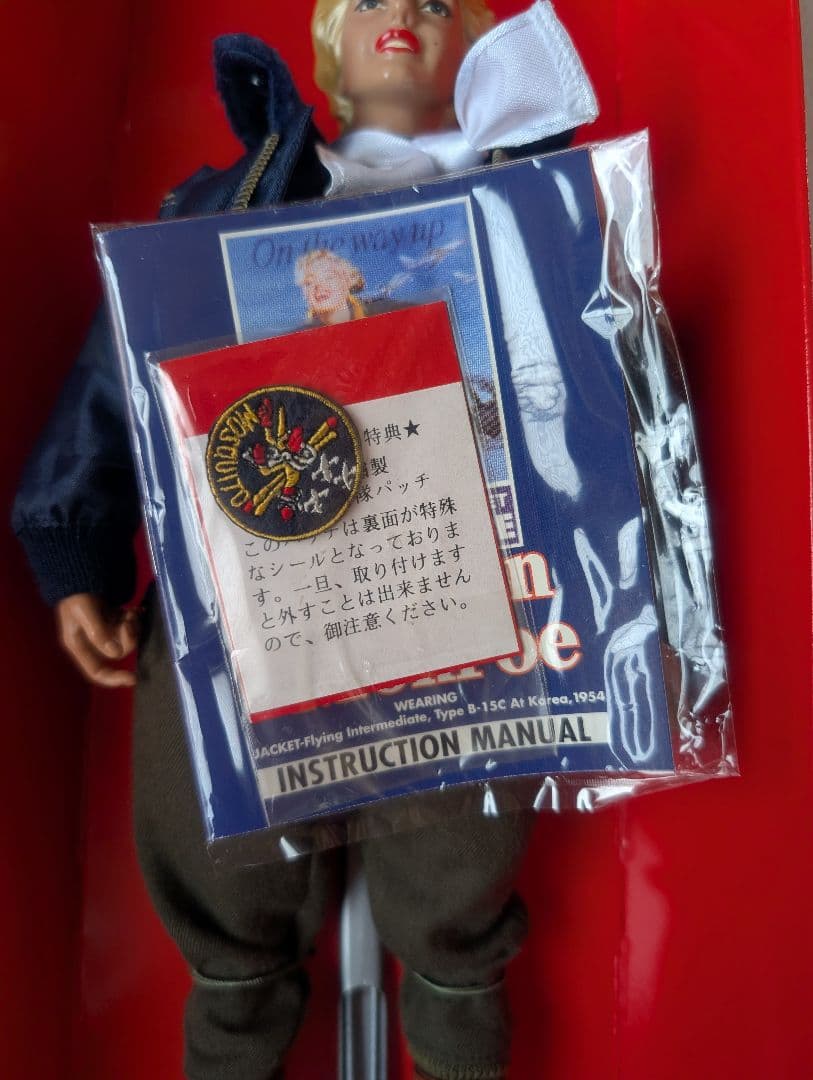 On the way up
MOSQUITO
特典★
製
隊パッチ
この は裏面が特殊
なシールとなっておりま
す。一旦、取り付けます
と外すことは出来ません
ので、御注意ください。
n
roe
WEARING
JACKET-Flying Intermediate, Type B-15C At Korea,1954
INSTRUCTION MANUAL